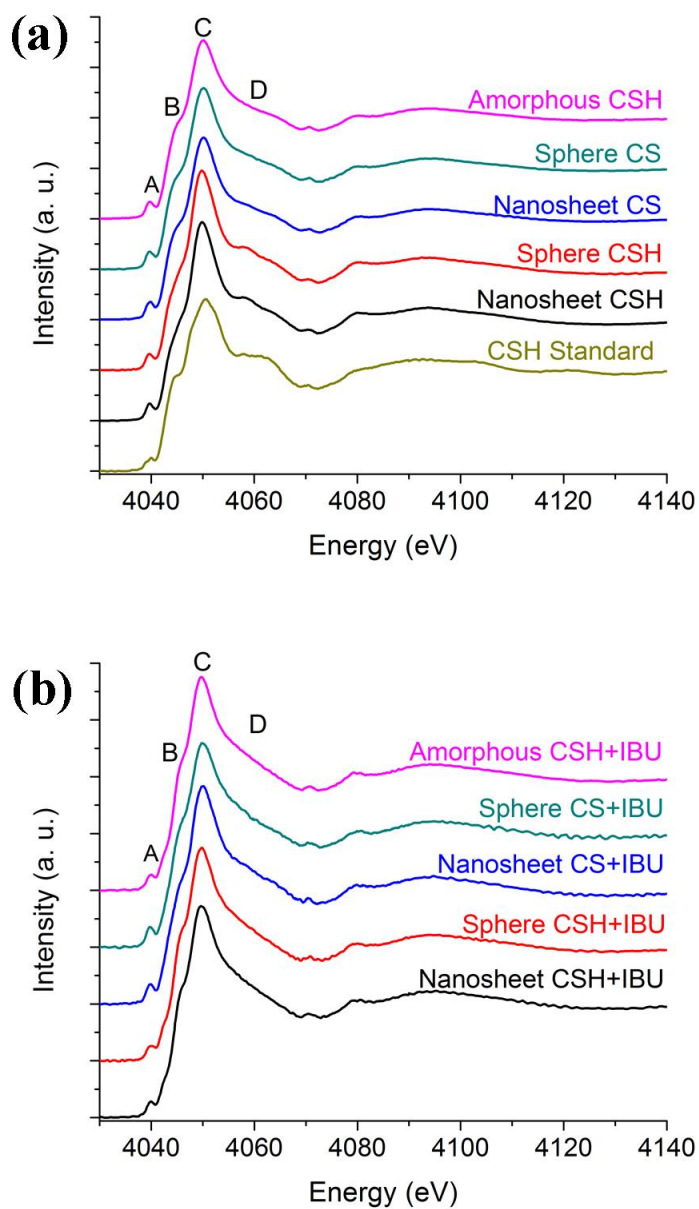 (a)
C
B
D
A
Amorphous CSH
Sphere CS
Nanosheet CS
Sphere CSH
Nanosheet CSH
CSH Standard
Intensity (a. u.)
4040 4060 4080 4100 4120 4140
Energy (eV)
(b)
C
D
B
A
Amorphous CSH+IBU
Sphere CS+IBU
Nanosheet CS+IBU
Sphere CSH+IBU
Nanosheet CSH+IBU
Intensity (a. u.)
4040 4060 4080 4100 4120 4140
Energy (eV)